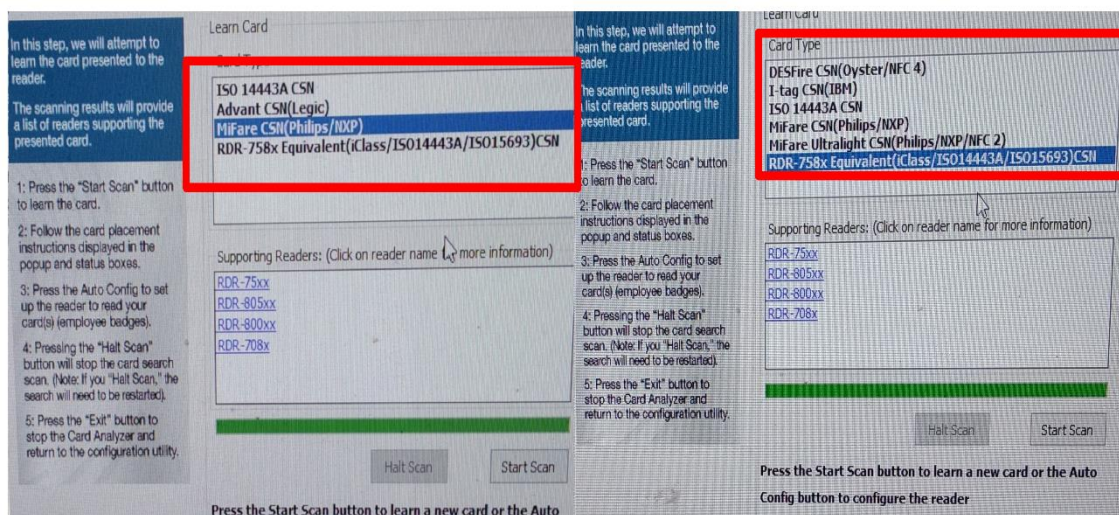 In this step, we will attempt to
learn the card presented to the
reader.
The scanning results will provide
a list of readers supporting the
presented card.
1: Press the "Start Scan" button
to learn the card.
2: Follow the card placement
instructions displayed in the
popup and status boxes.
3: Press the Auto Config to set
up the reader to read your
card(s) (employee badges).
4: Pressing the "Halt Scan"
button will stop the card search
scan. (Note: If you "Halt Scan," the
search will need to be restarted).
5: Press the "Exit" button to
stop the Card Analyzer and
return to the configuration utility.
Learn Card
Card Type
ISO 14443A CSN
Advant CSN(Legic)
MiFare CSN(Philips/NXP)
RDR-758x Equivalent(iClass/ISO14443A/ISO15693)CSN
Supporting Readers: (Click on reader name more information)
RDR-75xx
RDR-805xx
RDR-800xx
RDR-708x
Halt Scan
Start Scan
Press the Start Scan button to learn a new card or the Auto
In this step, we will attempt to
learn the card presented to the
reader.
The scanning results will provide
a list of readers supporting the
presented card.
1: Press the "Start Scan" button
to learn the card.
2: Follow the card placement
instructions displayed in the
popup and status boxes.
3: Press the Auto Config to set
up the reader to read your
card(s) (employee badges).
4: Pressing the "Halt Scan"
button will stop the card search
scan. (Note: If you "Halt Scan," the
search will need to be restarted).
5: Press the "Exit" button to
stop the Card Analyzer and
return to the configuration utility.
Learn Card
Card Type
DESFire CSN(Oyster/NFC 4)
I-tag CSN(IBM)
ISO 14443A CSN
MiFare CSN(Philips/NXP)
MiFare Ultralight CSN(Philips/NXP/NFC 2)
RDR-758x Equivalent(iClass/ISO14443A/ISO15693)CSN
Supporting Readers: (Click on reader name for more information)
RDR-75xx
RDR-805xx
RDR-800xx
RDR-708x
Halt Scan
Start Scan
Press the Start Scan button to learn a new card or the Auto
Config button to configure the reader